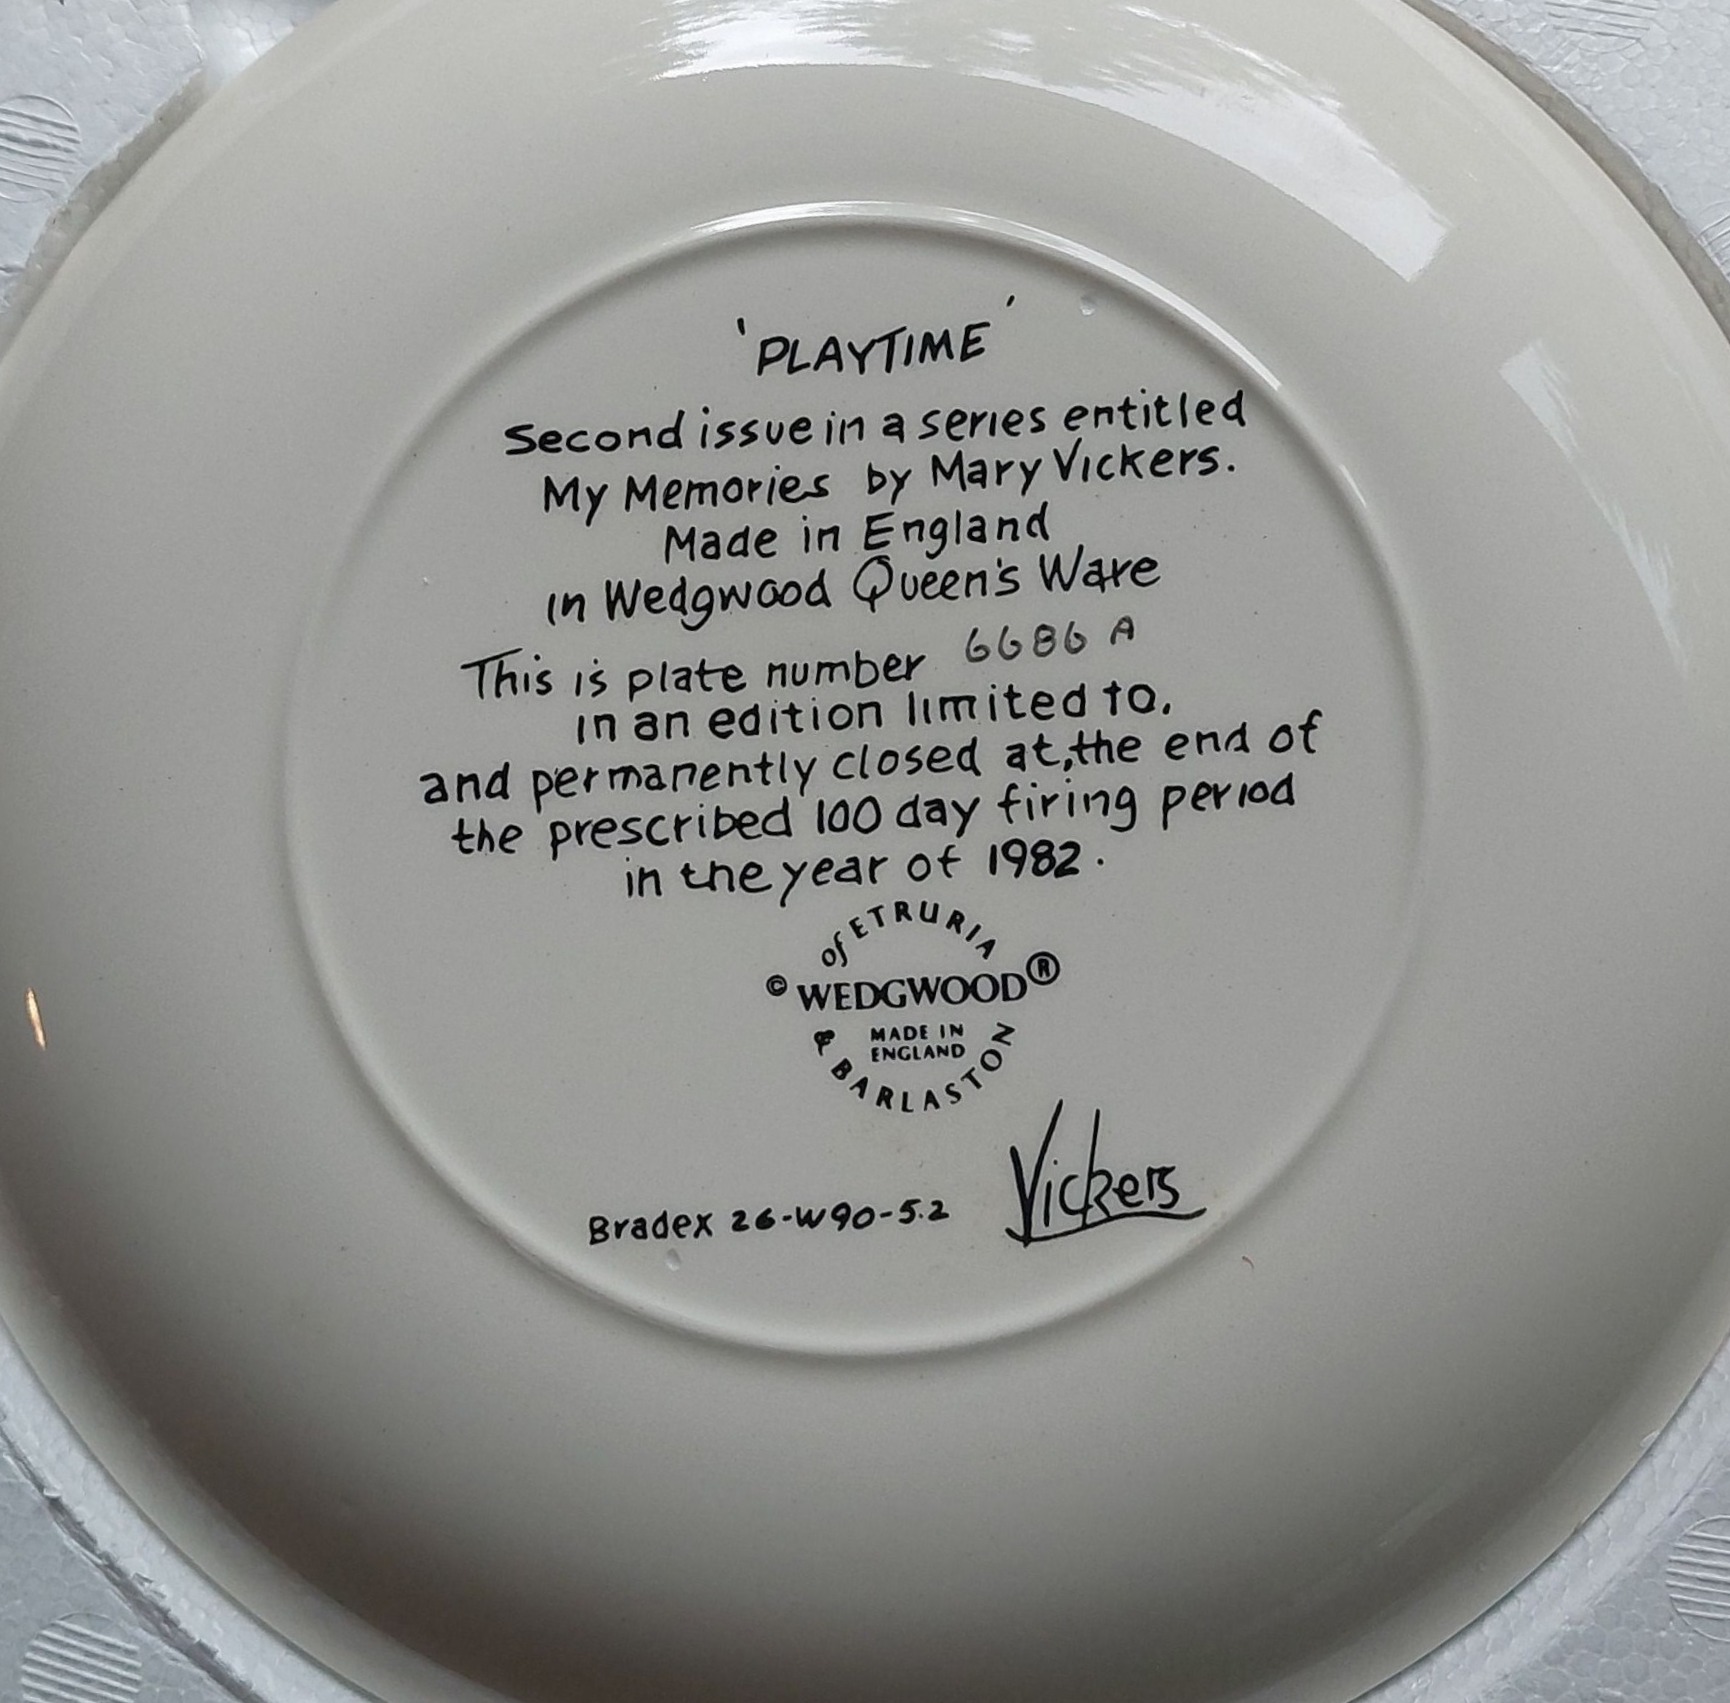 'PLAYTIME'
Second issue in a series entitled
My Memories by Mary Vickers.
Made in England
in Wedgwood Queen's Ware
This is plate number 6686 A
in an edition limited to,
and permanently closed at, the end of
the prescribed 100 day firing period
in the year of 1982.
of ETRURIA
© WEDGWOOD ®
MADE IN
ENGLAND
& BARLASTON
Vickers
Bradex 26-W90-5.2